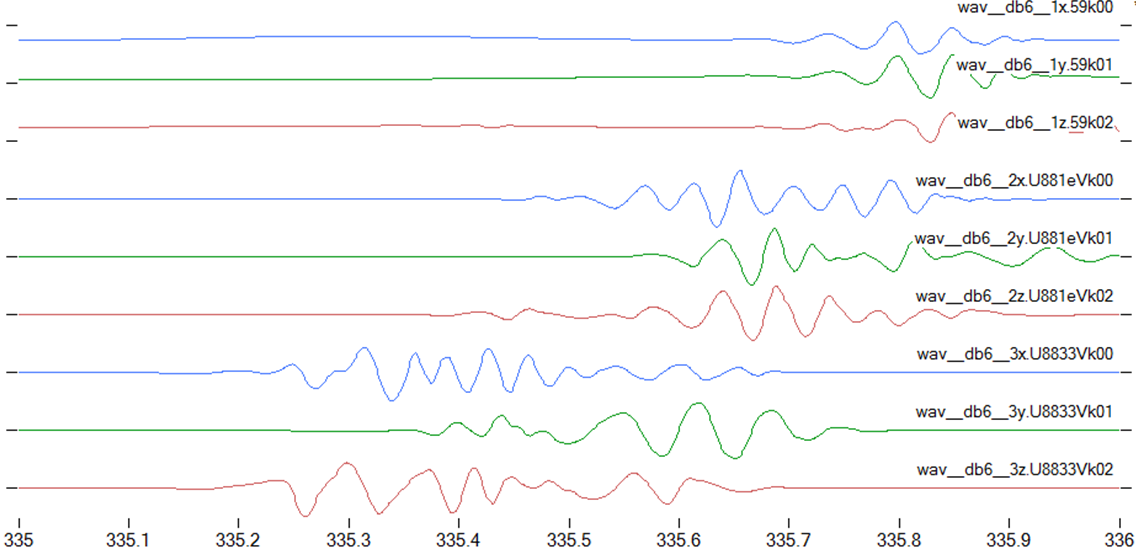 wav__db6__1x.59k00
wav__db6__1y.59k01
wav__db6__1z.59k02
wav__db6__2x.U881eVk00
wav__db6__2y.U881eVk01
wav__db6__2z.U881eVk02
wav__db6__3x.U8833Vk00
wav__db6__3y.U8833Vk01
wav__db6__3z.U8833Vk02
335 335.1 335.2 335.3 335.4 335.5 335.6 335.7 335.8 335.9 336